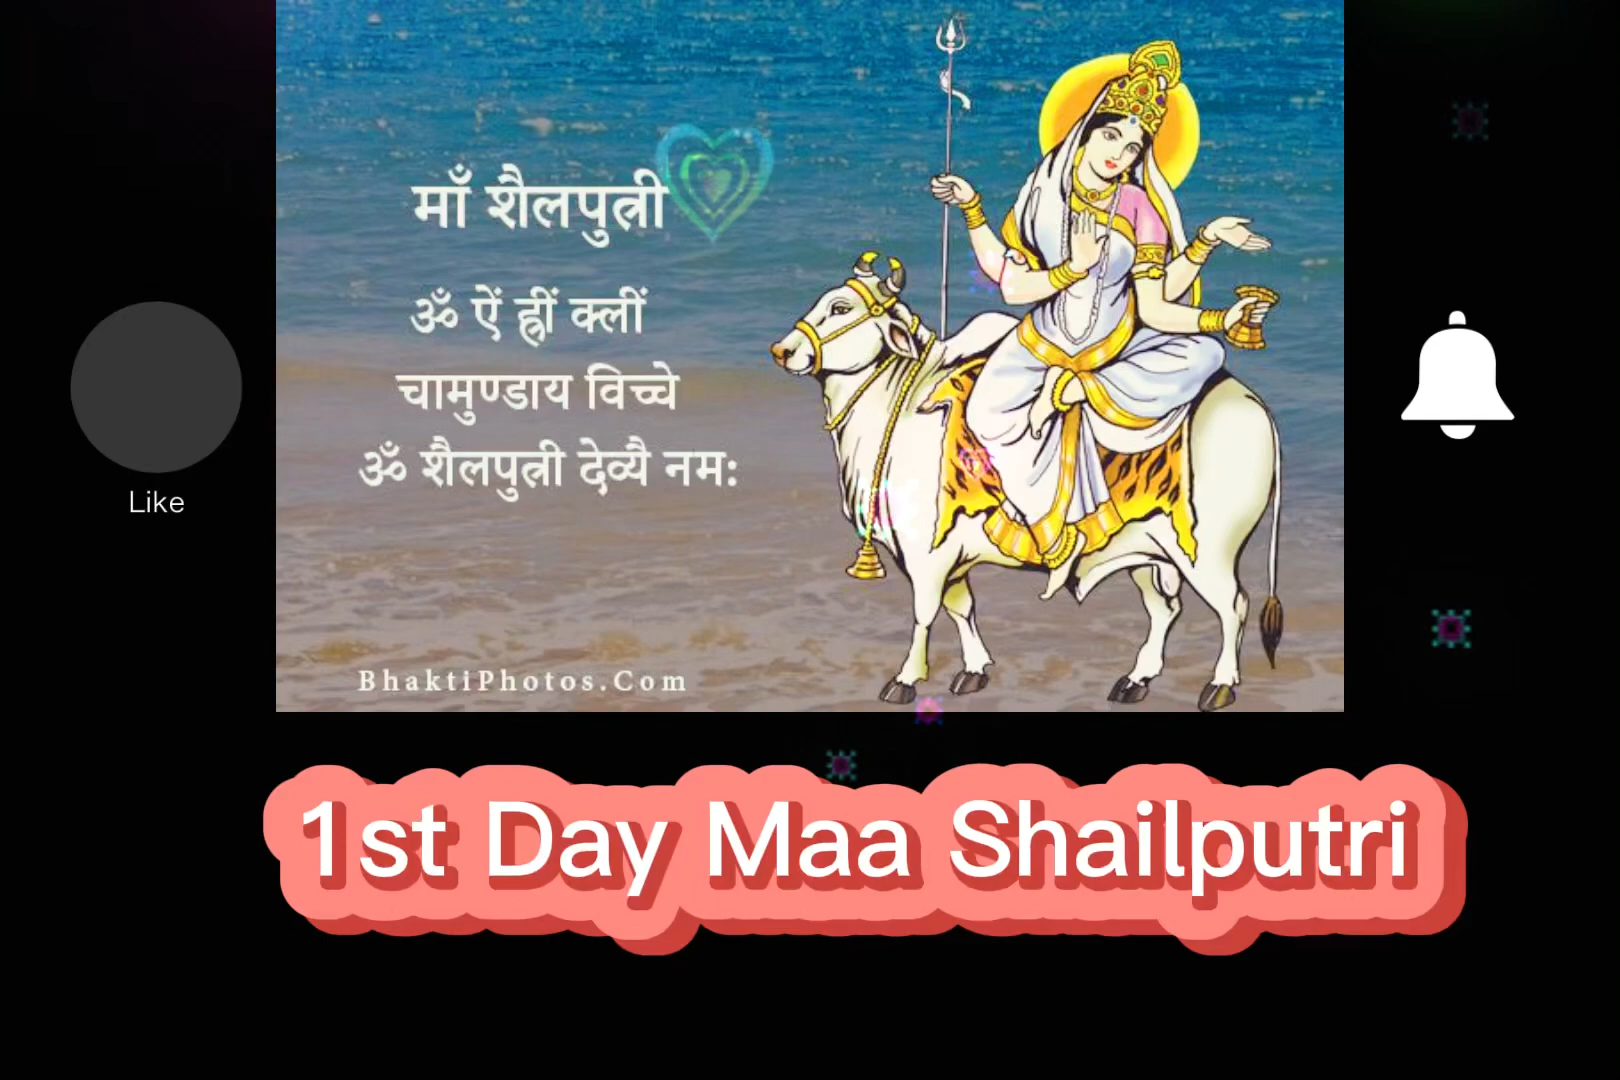 माँ शैलपुत्री
ॐ ऐं ह्रीं क्लीं
चामुण्डाय विच्चे
ॐ शैलपुत्री देव्यै नम:
BhaktiPhotos.Com
Like
1st Day Maa Shailputri